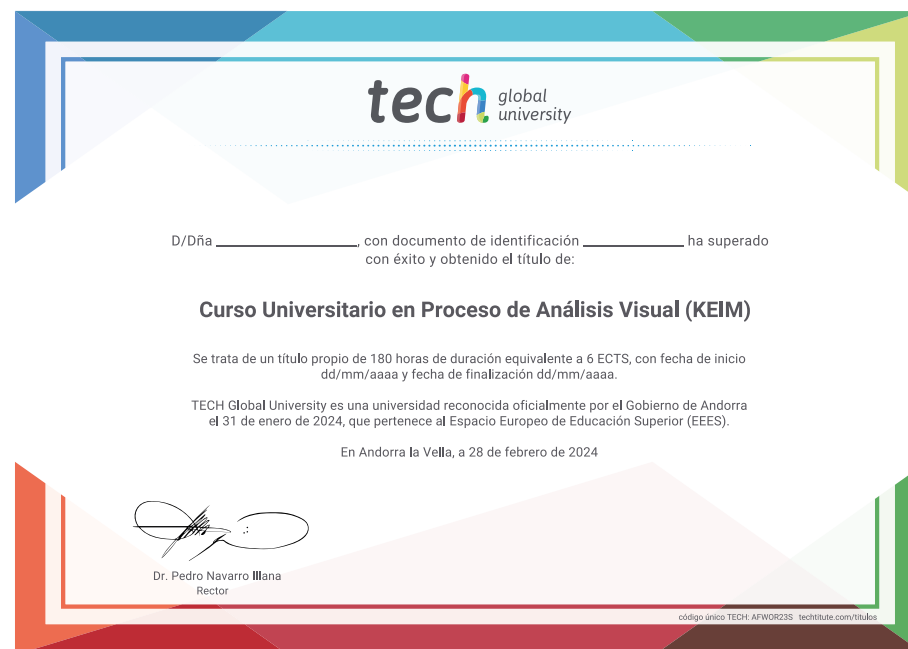 tech global university
D/Dña ________________, con documento de identificación ____________ ha superado
con éxito y obtenido el título de:
Curso Universitario en Proceso de Análisis Visual (KEIM)
Se trata de un título propio de 180 horas de duración equivalente a 6 ECTS, con fecha de inicio
dd/mm/aaaa y fecha de finalización dd/mm/aaaa.
TECH Global University es una universidad reconocida oficialmente por el Gobierno de Andorra
el 31 de enero de 2024, que pertenece al Espacio Europeo de Educación Superior (EEES).
En Andorra la Vella, a 28 de febrero de 2024
Dr. Pedro Navarro Illana
Rector
código único TECH: AFWOR23S techtitute.com/titulos